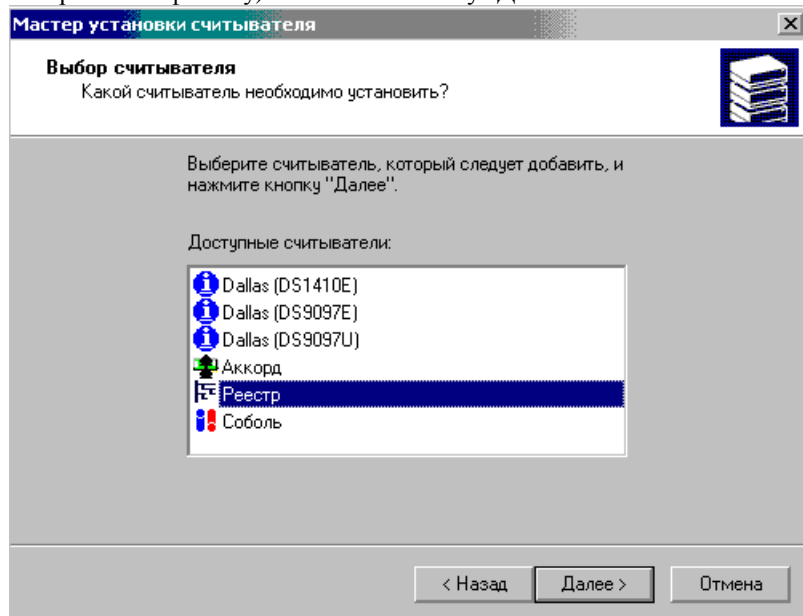 Мастер установки считывателя
Выбор считывателя
Какой считыватель необходимо установить?
Выберите считыватель, который следует добавить, и
нажмите кнопку "Далее".
Доступные считыватели:
Dallas (DS1410E)
Dallas (DS9097E)
Dallas (DS9097U)
Аккорд
Реестр
Соболь
< Назад
Далее >
Отмена